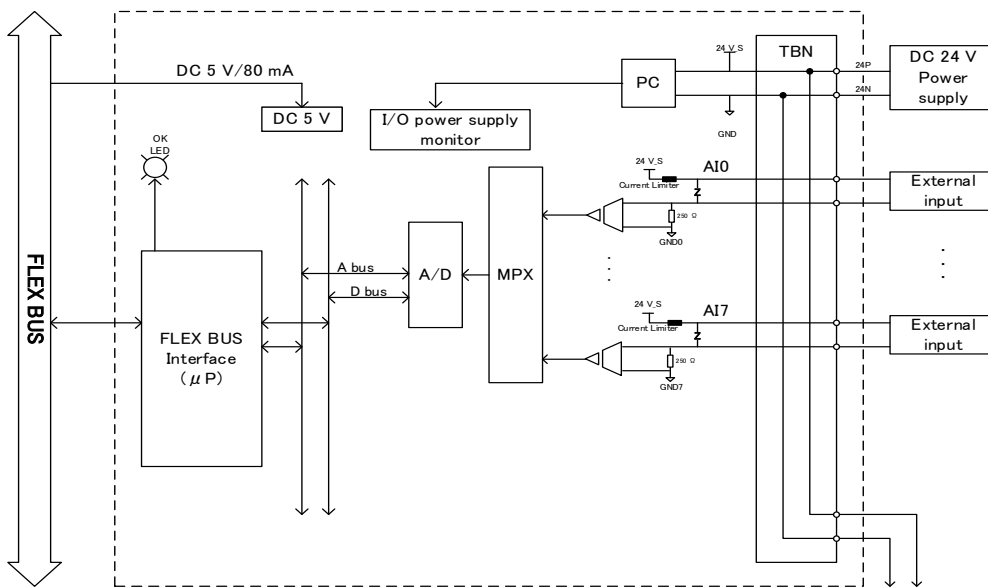 FLEX BUS
DC 5 V/80 mA
DC 5 V
OK
LED
I/O power supply
monitor
PC
24 V_S
GND
TBN
24P
24N
DC 24 V
Power
supply
24 V_S
Current Limiter
AI0
250 Ω
GND0
External
input
FLEX BUS
Interface
(μP)
A bus
D bus
A/D
MPX
24 V_S
Current Limiter
AI7
250 Ω
GND7
External
input